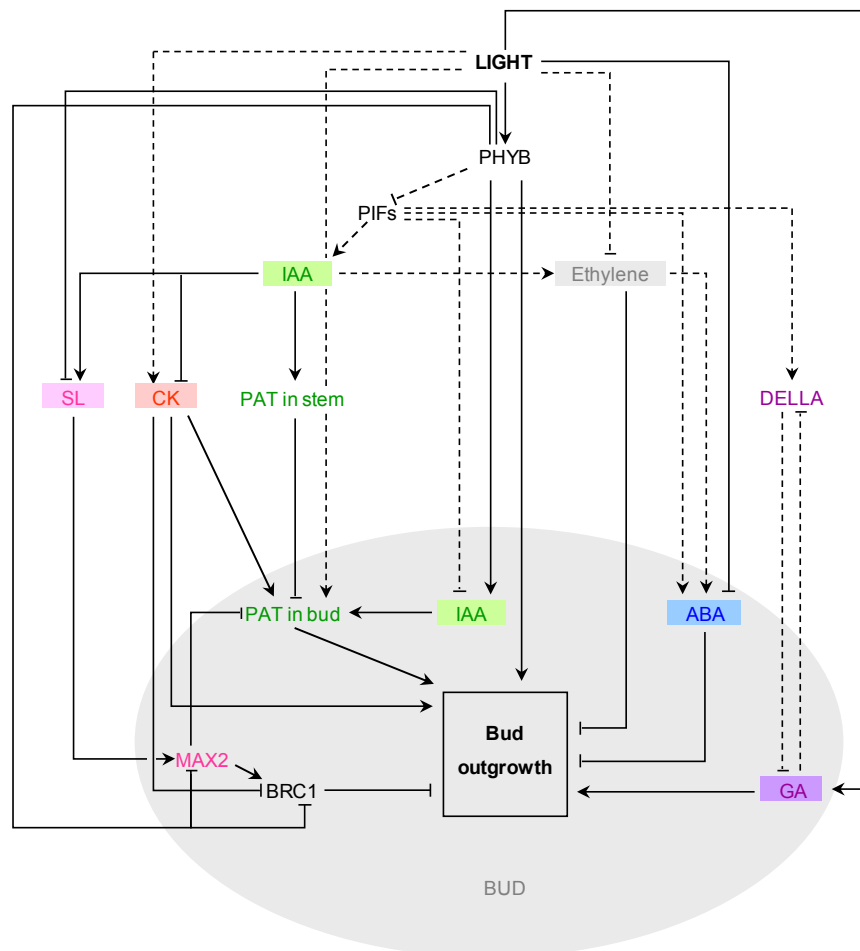 LIGHT
PHYB
PIFs
IAA
Ethylene
SL
CK
PAT in stem
DELLA
PAT in bud
IAA
ABA
Bud
outgrowth
MAX2
BRC1
GA
BUD